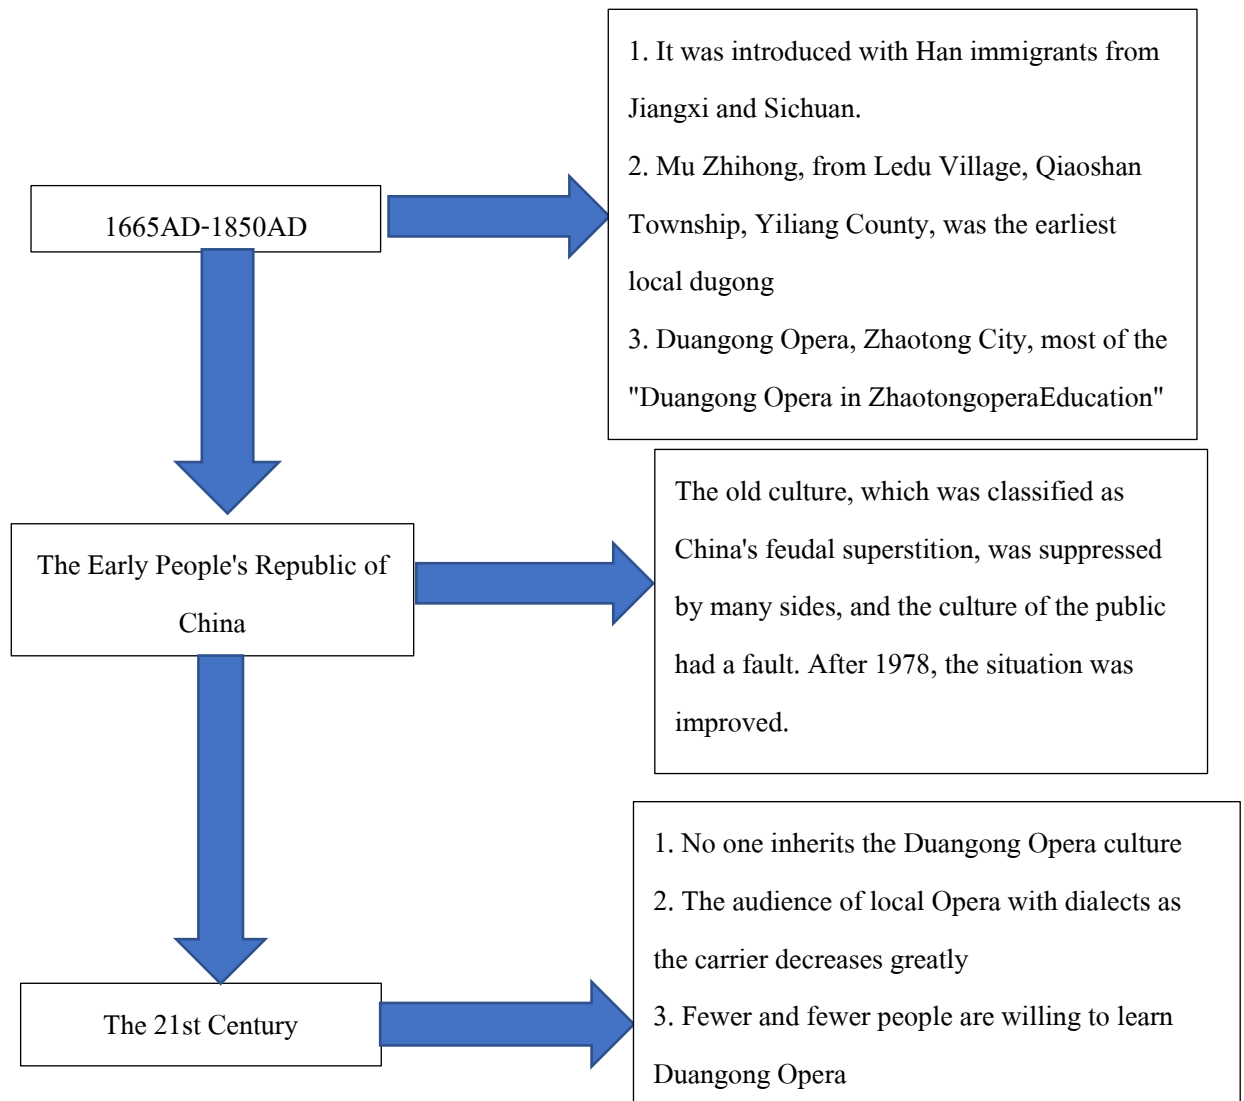 1665AD-1850AD
1. It was introduced with Han immigrants from
Jiangxi and Sichuan.
2. Mu Zhihong, from Ledu Village, Qiaoshan
Township, Yiliang County, was the earliest
local dugong
3. Duangong Opera, Zhaotong City, most of the
"Duangong Opera in ZhaotongoperaEducation"
The Early People's Republic of
China
The old culture, which was classified as
China's feudal superstition, was suppressed
by many sides, and the culture of the public
had a fault. After 1978, the situation was
improved.
The 21st Century
1. No one inherits the Duangong Opera culture
2. The audience of local Opera with dialects as
the carrier decreases greatly
3. Fewer and fewer people are willing to learn
Duangong Opera